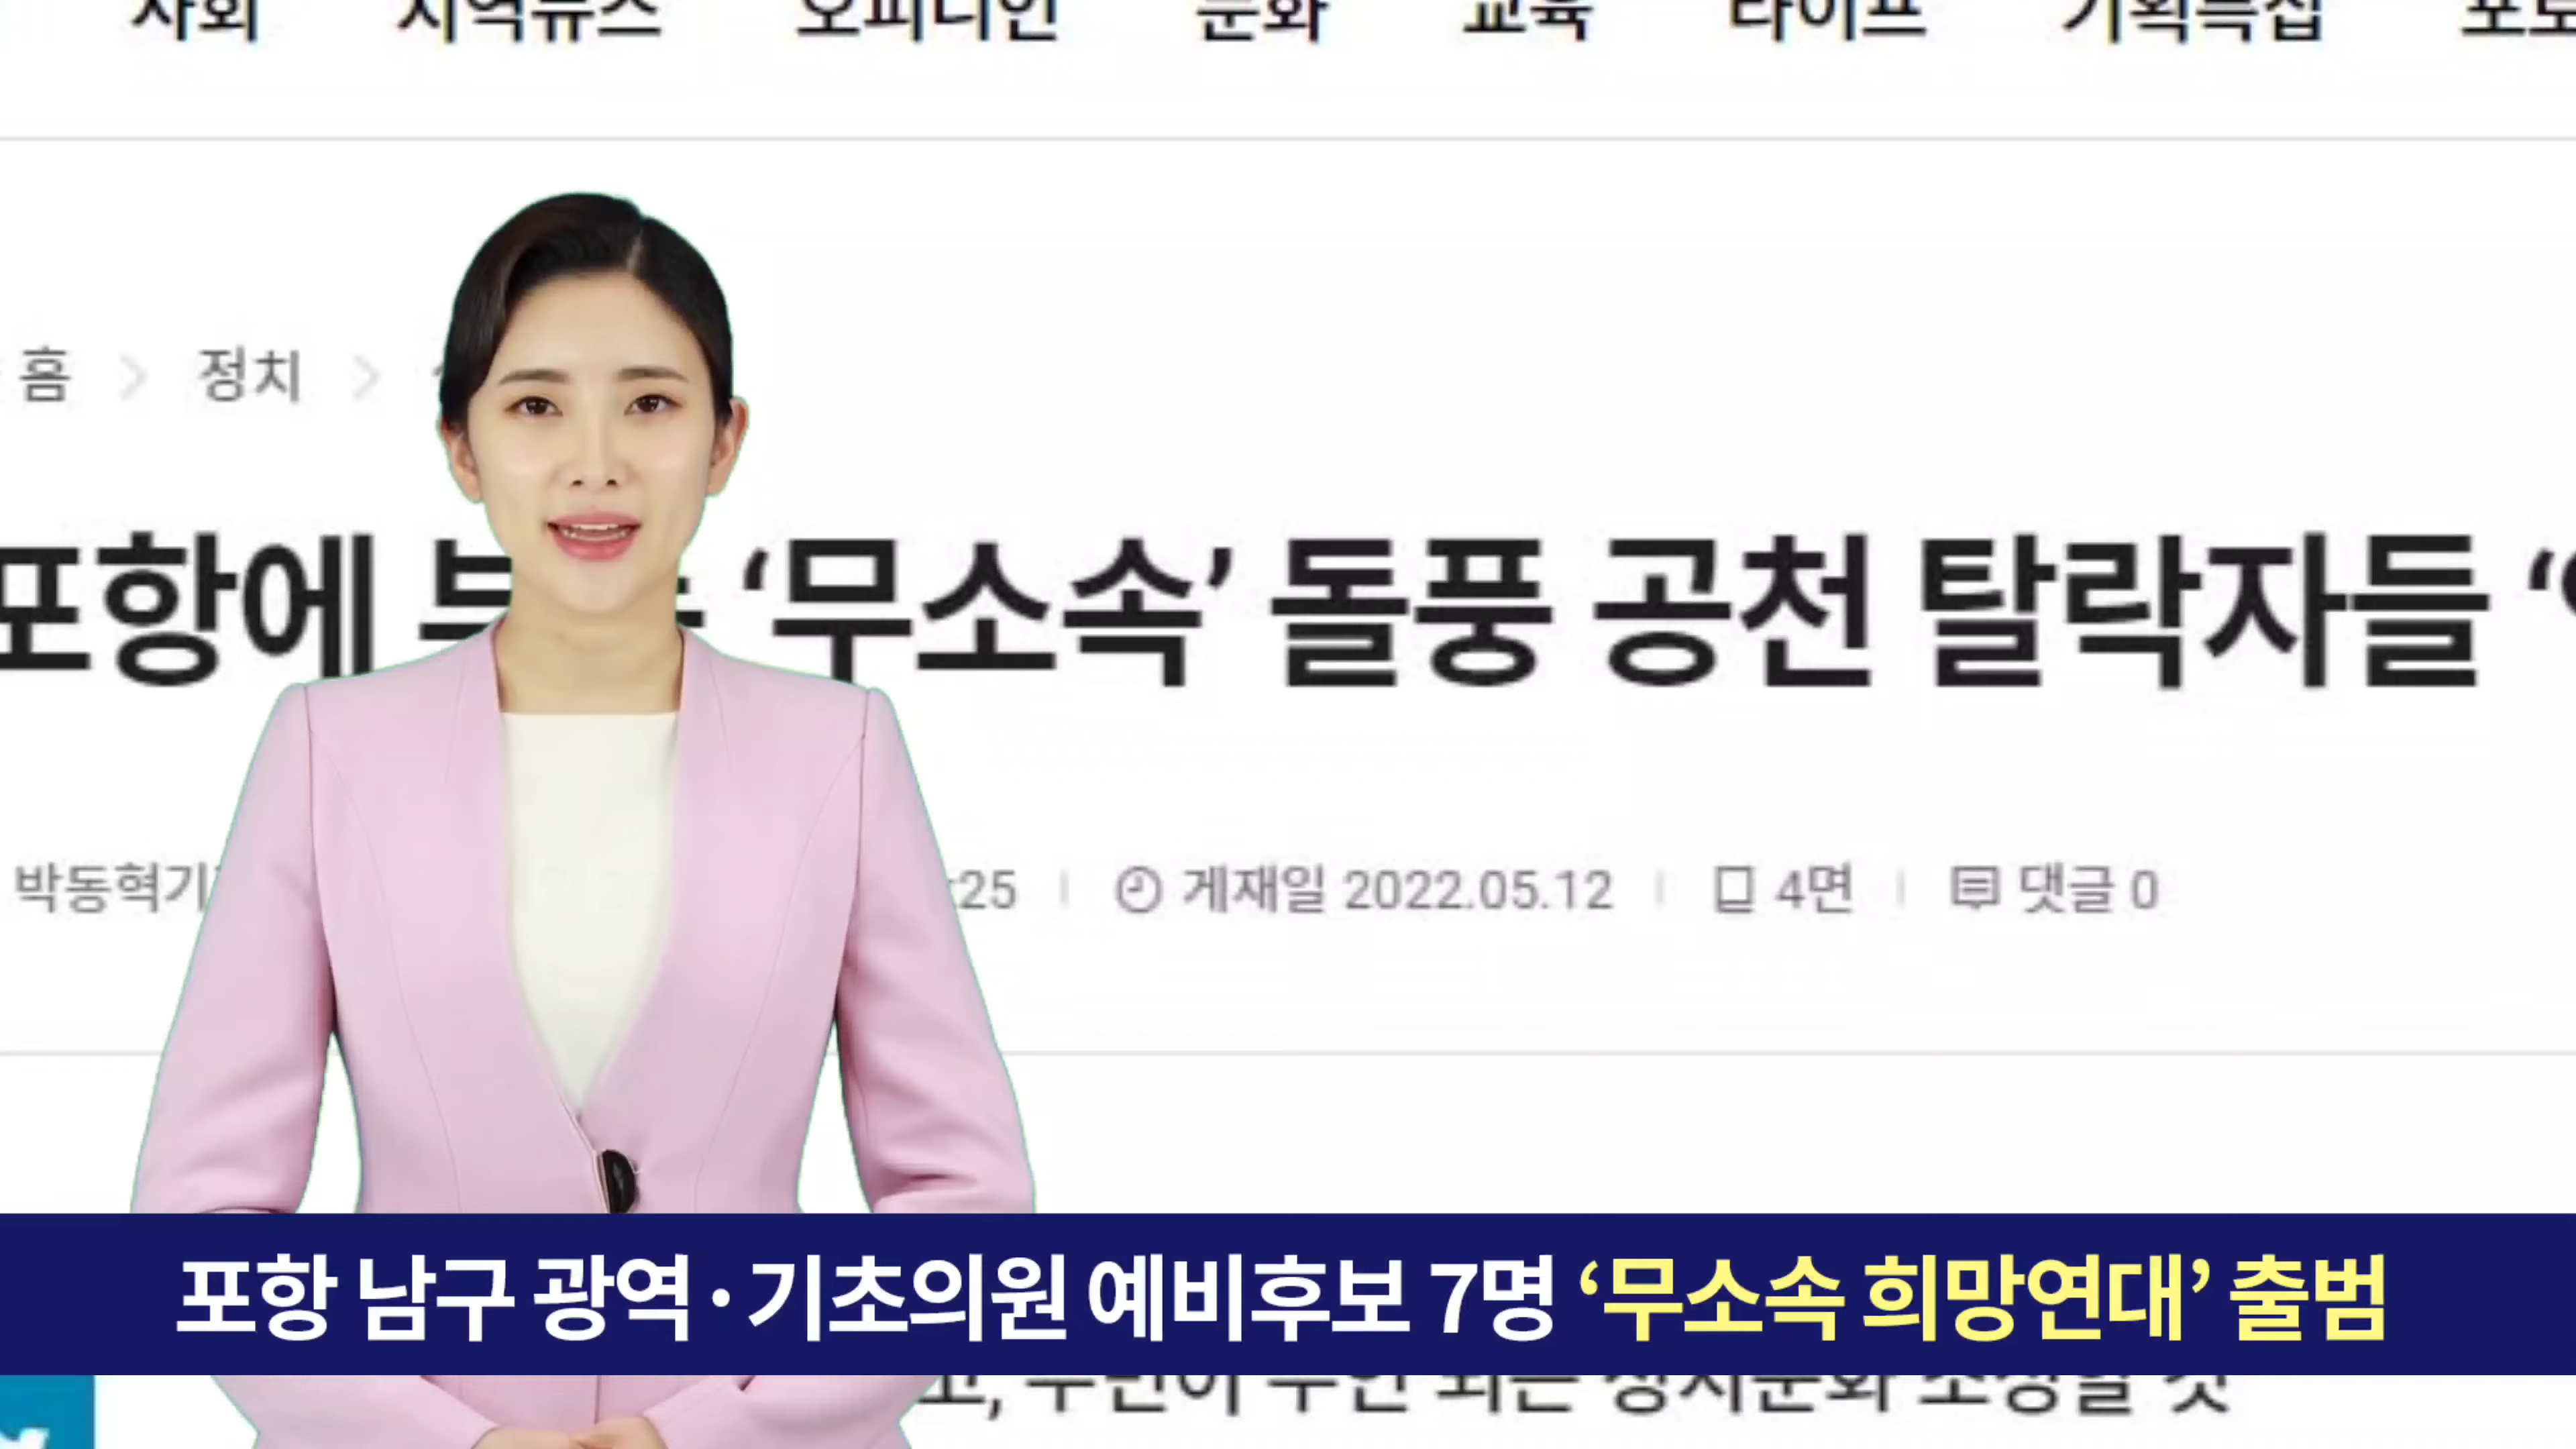 사회 지역뉴스 오피니언 문화 교육 라이프 기획특집
홈 > 정치 >
포항에 ‘무소속’ 돌풍 공천 탈락자들 ‘
박동혁기 :25 게재일 2022.05.12 4면 댓글 0
포항 남구 광역·기초의원 예비후보 7명 ‘무소속 희망연대’ 출범